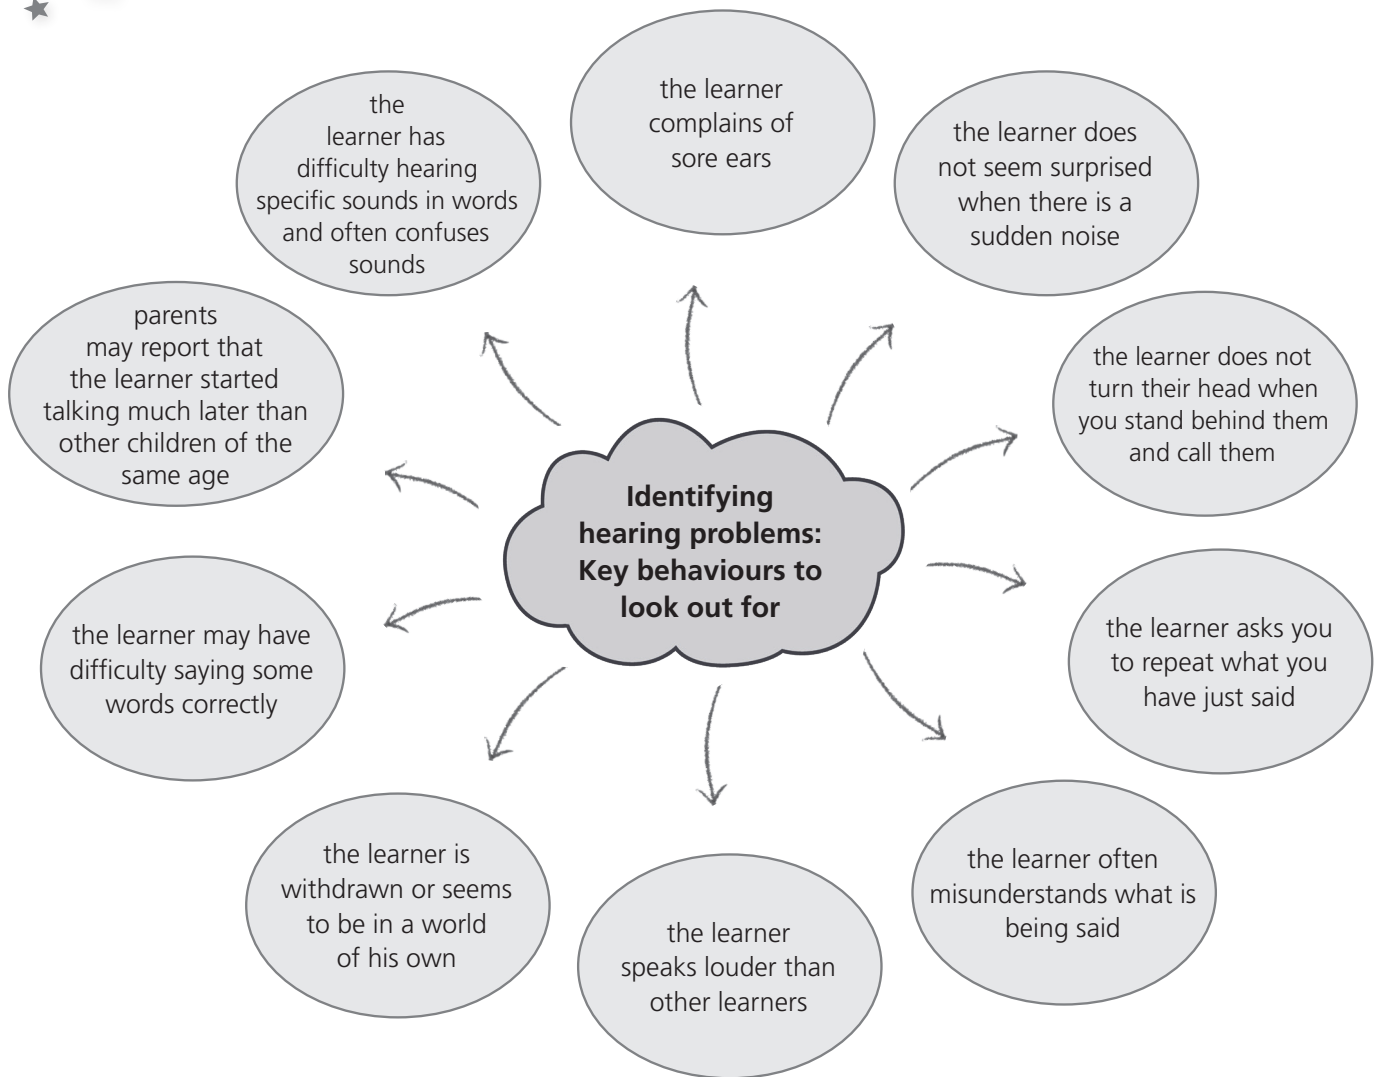 the learner
complains of
sore ears
the learner does
not seem surprised
when there is a
sudden noise
the learner does not
turn their head when
you stand behind them
and call them
the learner asks you
to repeat what you
have just said
the learner often
misunderstands what is
being said
the learner
speaks louder than
other learners
the learner is
withdrawn or seems
to be in a world
of his own
the learner may have
difficulty saying some
words correctly
parents
may report that
the learner started
talking much later than
other children of the
same age
the
learner has
difficulty hearing
specific sounds in words
and often confuses
sounds
Identifying
hearing problems:
Key behaviours to
look out for